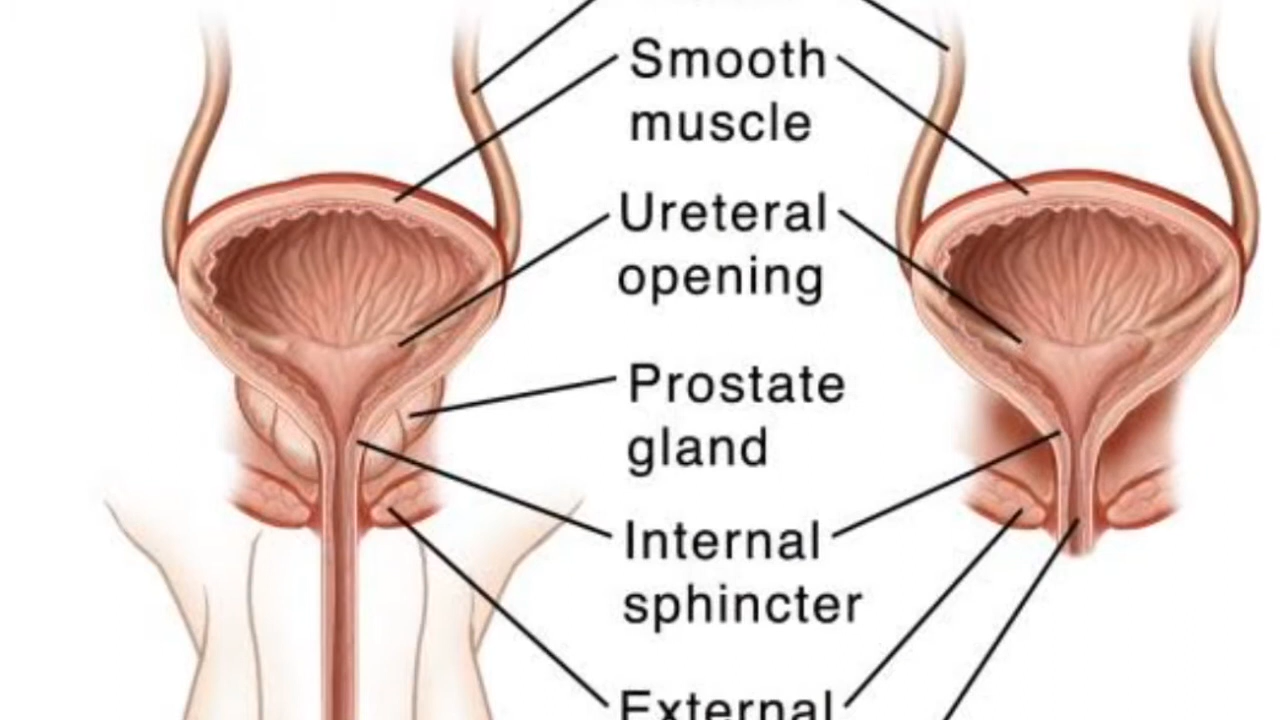 Smooth
muscle
Ureteral
opening
Prostate
gland
Internal
sphincter
External